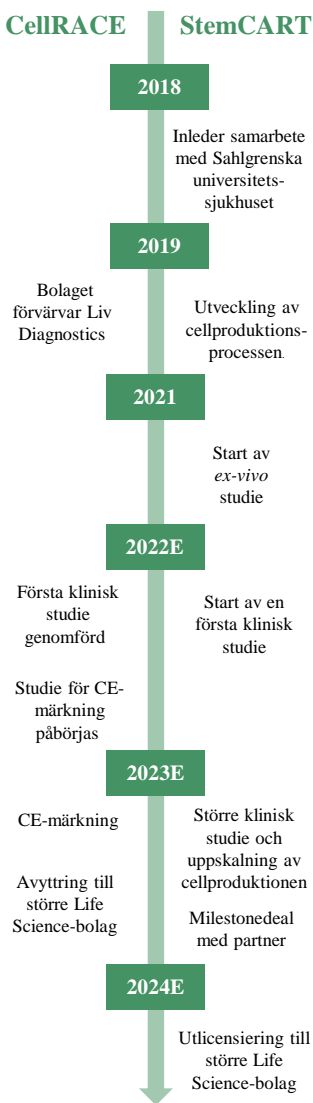 CellRACE StemCART
2018
Inleder samarbete
med Sahlgrenska
universitets-
sjukhuset
2019
Bolaget
förvärvar Liv
Diagnostics
Utveckling av
cellproduktions-
processen.
2021
Start av
ex-vivo
studie
2022E
Första klinisk
studie
genomförd
Start av en
första klinisk
studie
Studie för CE-
märkning
påbörjas
2023E
CE-märkning
Större klinisk
studie och
uppskalning av
cellproduktionen
Avyttring till
större Life
Science-bolag
Milestonedeal
med partner
2024E
Utlicensiering till
större Life
Science-bolag